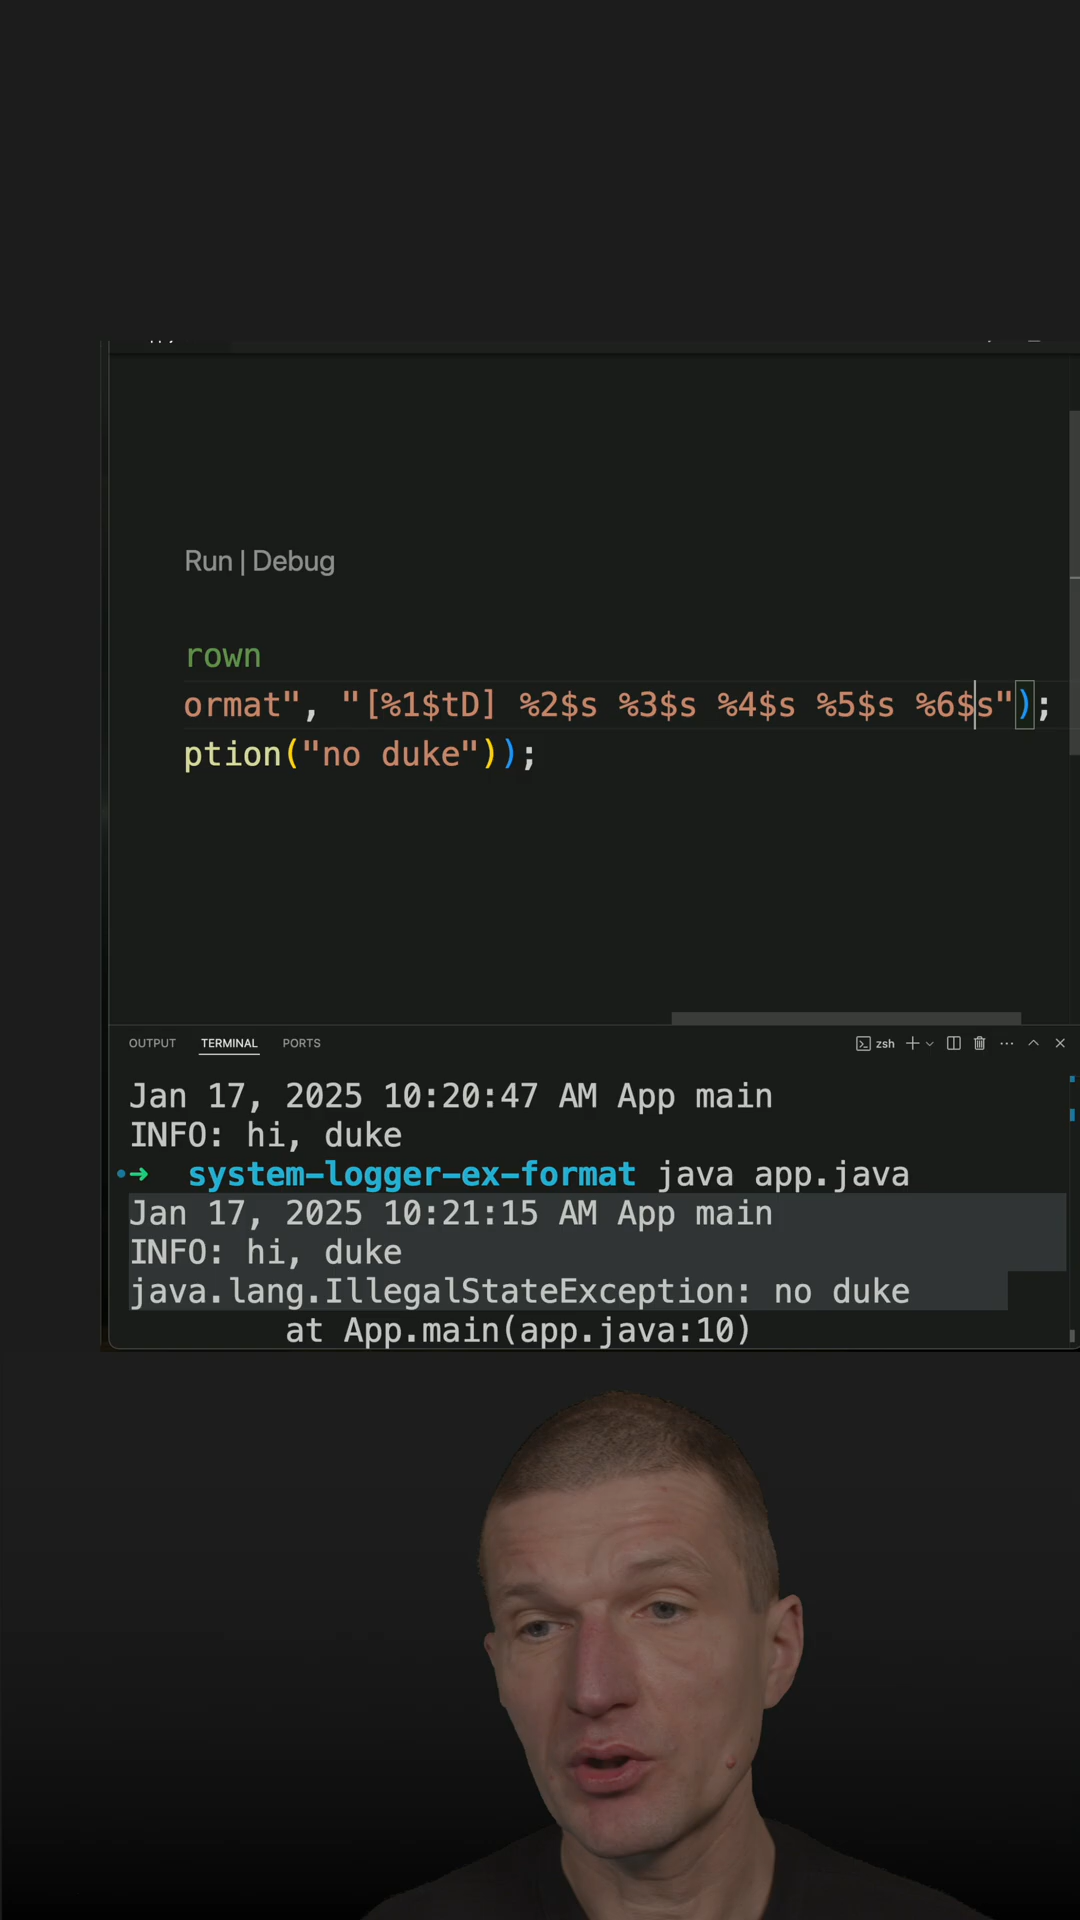 Run | Debug
rown
ormat", "[%1$tD] %2$s %3$s %4$s %5$s %6$s");
ption("no duke"));
OUTPUT TERMINAL PORTS zsh
Jan 17, 2025 10:20:47 AM App main
INFO: hi, duke
→ system-logger-ex-format java app.java
Jan 17, 2025 10:21:15 AM App main
INFO: hi, duke
java.lang.IllegalStateException: no duke
at App.main(app.java:10)